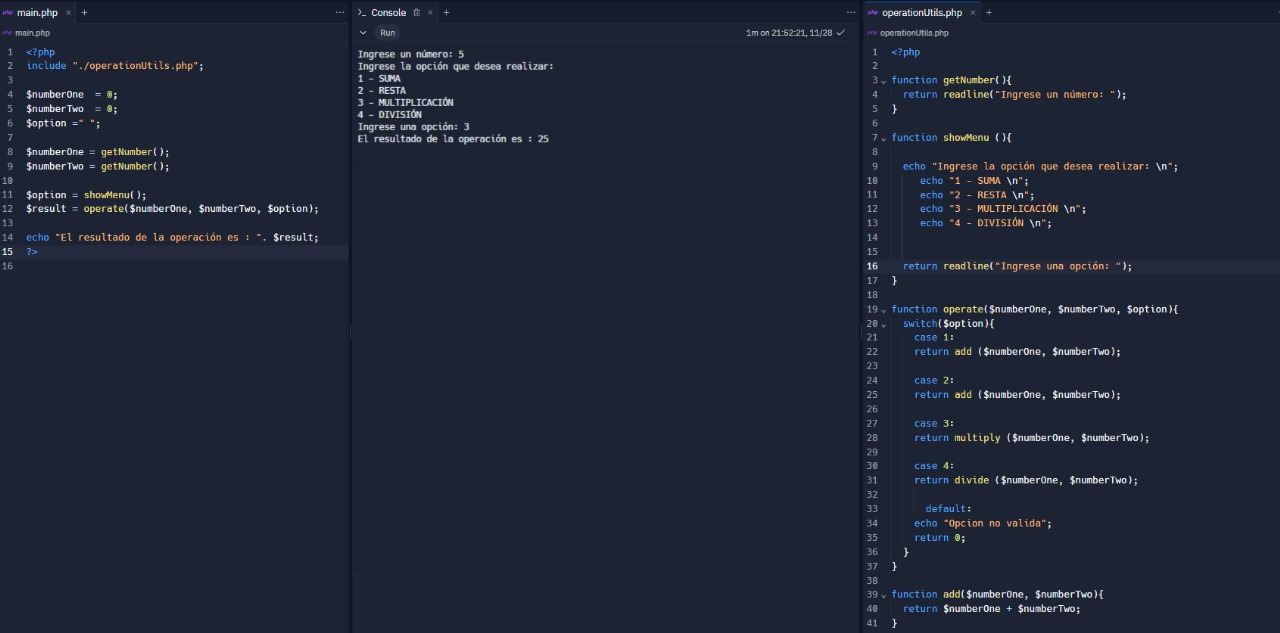 php main.php × +
php main.php
1 <?php
2 include "./operationUtils.php";
3
4 $numberOne  = 0;
5 $numberTwo  = 0;
6 $option =" ";
7
8 $numberOne = getNumber();
9 $numberTwo = getNumber();
10
11 $option = showMenu();
12 $result = operate($numberOne, $numberTwo, $option);
13
14 echo "El resultado de la operación es : ". $result;
15 ?>
16
>_ Console × +
Run
1m on 21:52:21, 11/28 ✓
Ingrese un número: 5
Ingrese la opción que desea realizar:
1 - SUMA
2 - RESTA
3 - MULTIPLICACIÓN
4 - DIVISIÓN
Ingrese una opción: 3
El resultado de la operación es : 25
php operationUtils.php × +
php operationUtils.php
1 <?php
2
3 function getNumber(){
4   return readline("Ingrese un número: ");
5 }
6
7 function showMenu (){
8
9   echo "Ingrese la opción que desea realizar: \n";
10      echo "1 - SUMA \n";
11      echo "2 - RESTA \n";
12      echo "3 - MULTIPLICACIÓN \n";
13      echo "4 - DIVISIÓN \n";
14
15
16   return readline("Ingrese una opción: ");
17 }
18
19 function operate($numberOne, $numberTwo, $option){
20   switch($option){
21     case 1:
22     return add ($numberOne, $numberTwo);
23
24     case 2:
25     return add ($numberOne, $numberTwo);
26
27     case 3:
28     return multiply ($numberOne, $numberTwo);
29
30     case 4:
31     return divide ($numberOne, $numberTwo);
32
33       default:
34     echo "Opcion no valida";
35     return 0;
36   }
37 }
38
39 function add($numberOne, $numberTwo){
40   return $numberOne + $numberTwo;
41 }